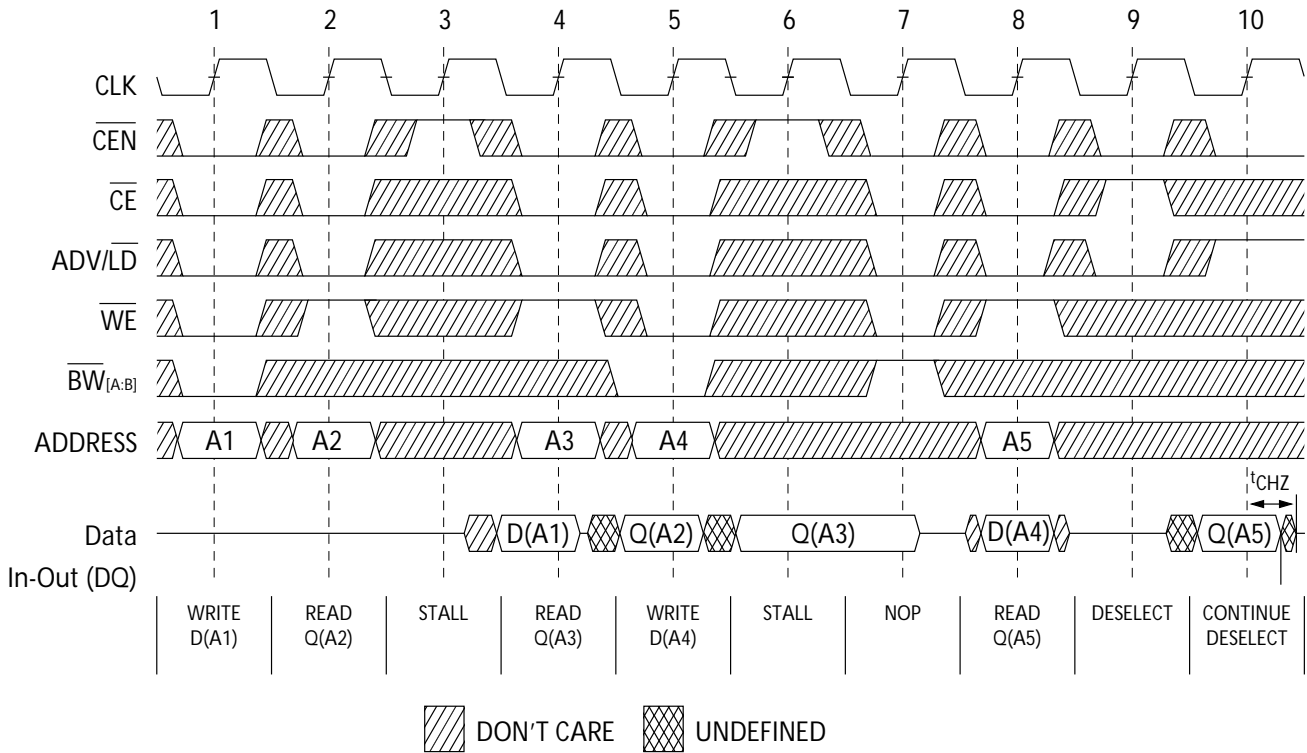 1 2 3 4 5 6 7 8 9 10
CLK
CEN
CE
ADV/LD
WE
BW[A:B]
ADDRESS A1 A2 A3 A4 A5
tCHZ
Data D(A1) Q(A2) Q(A3) D(A4) Q(A5)
In-Out (DQ)
WRITE READ STALL READ WRITE STALL NOP READ DESELECT CONTINUE
D(A1) Q(A2) Q(A3) D(A4) Q(A5) DESELECT
DON'T CARE UNDEFINED